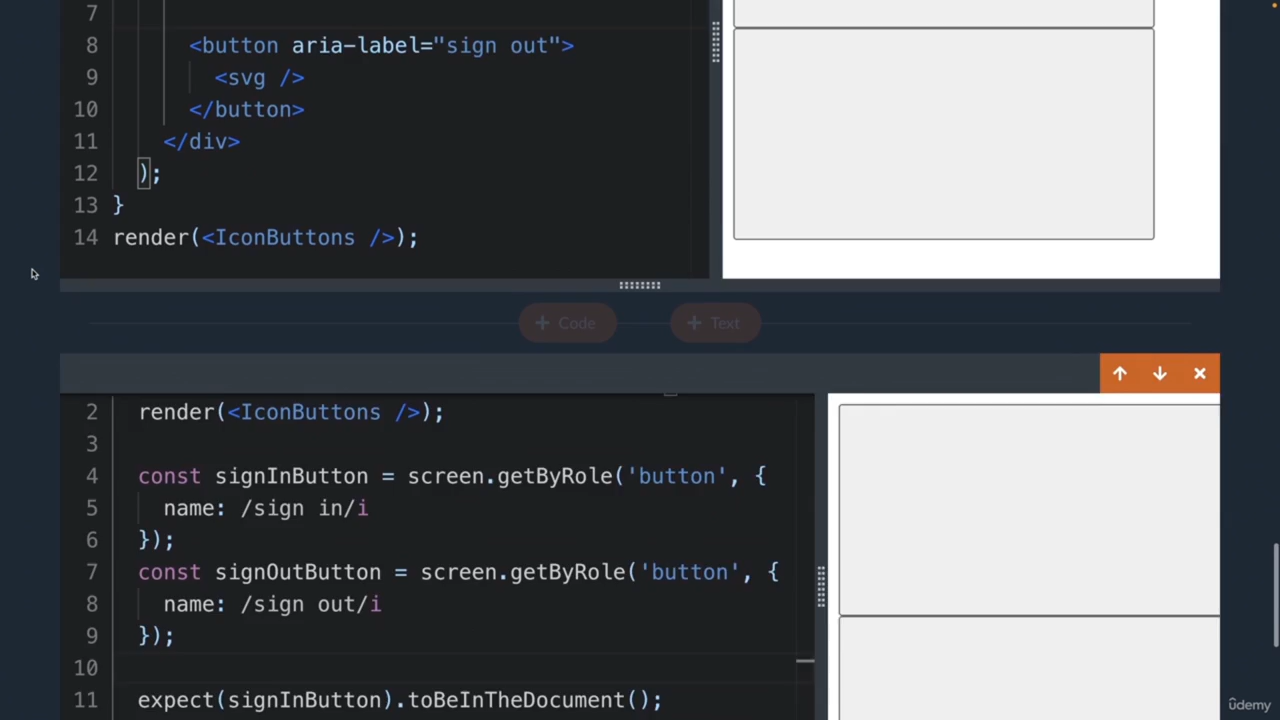 7
8 <button aria-label="sign out">
9 <svg />
10 </button>
11 </div>
12 );
13 }
14 render(<IconButtons />);
+ Code + Text
2 render(<IconButtons />);
3
4 const signInButton = screen.getByRole('button', {
5 name: /sign in/i
6 });
7 const signOutButton = screen.getByRole('button', {
8 name: /sign out/i
9 });
10
11 expect(signInButton).toBeInTheDocument();
ûdemy